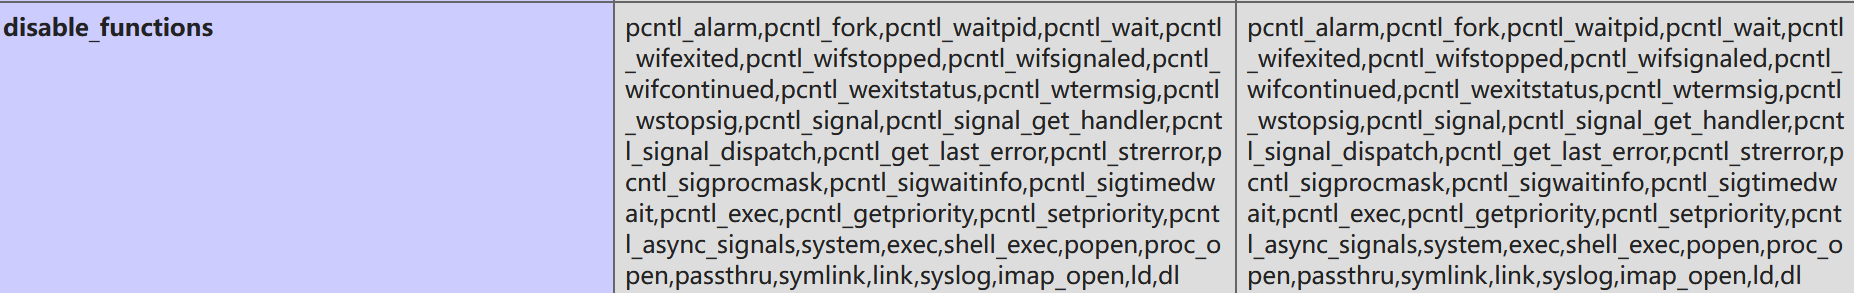 disable_functions
pcntl_alarm,pcntl_fork,pcntl_waitpid,pcntl_wait,pcntl
_wifexited,pcntl_wifstopped,pcntl_wifsignaled,pcntl_
wifcontinued,pcntl_wexitstatus,pcntl_wtermsig,pcntl
_wstopsig,pcntl_signal,pcntl_signal_get_handler,pcnt
l_signal_dispatch,pcntl_get_last_error,pcntl_strerror,p
cntl_sigprocmask,pcntl_sigwaitinfo,pcntl_sigtimedw
ait,pcntl_exec,pcntl_getpriority,pcntl_setpriority,pcnt
l_async_signals,system,exec,shell_exec,popen,proc_o
pen,passthru,symlink,link,syslog,imap_open,ld,dl
pcntl_alarm,pcntl_fork,pcntl_waitpid,pcntl_wait,pcntl
_wifexited,pcntl_wifstopped,pcntl_wifsignaled,pcntl_
wifcontinued,pcntl_wexitstatus,pcntl_wtermsig,pcntl
_wstopsig,pcntl_signal,pcntl_signal_get_handler,pcnt
l_signal_dispatch,pcntl_get_last_error,pcntl_strerror,p
cntl_sigprocmask,pcntl_sigwaitinfo,pcntl_sigtimedw
ait,pcntl_exec,pcntl_getpriority,pcntl_setpriority,pcnt
l_async_signals,system,exec,shell_exec,popen,proc_o
pen,passthru,symlink,link,syslog,imap_open,ld,dl